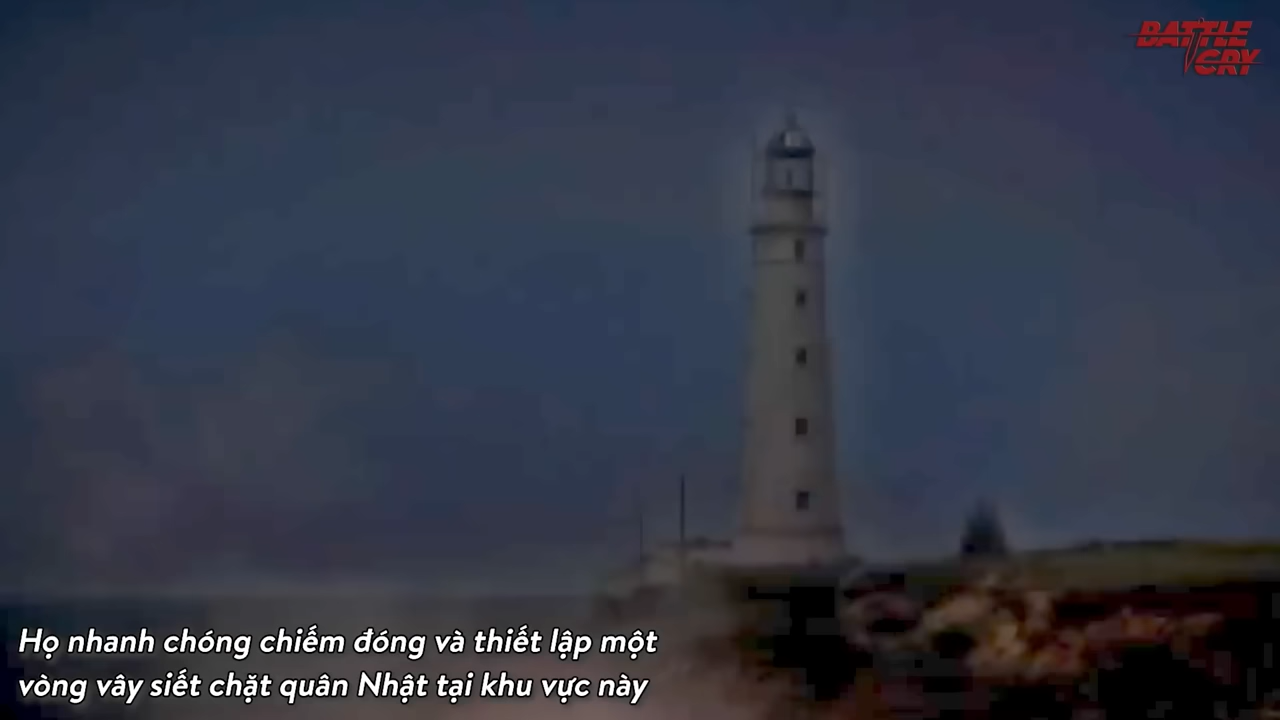 BATTLE
CRY
Họ nhanh chóng chiếm đóng và thiết lập một
vòng vây siết chặt quân Nhật tại khu vực này